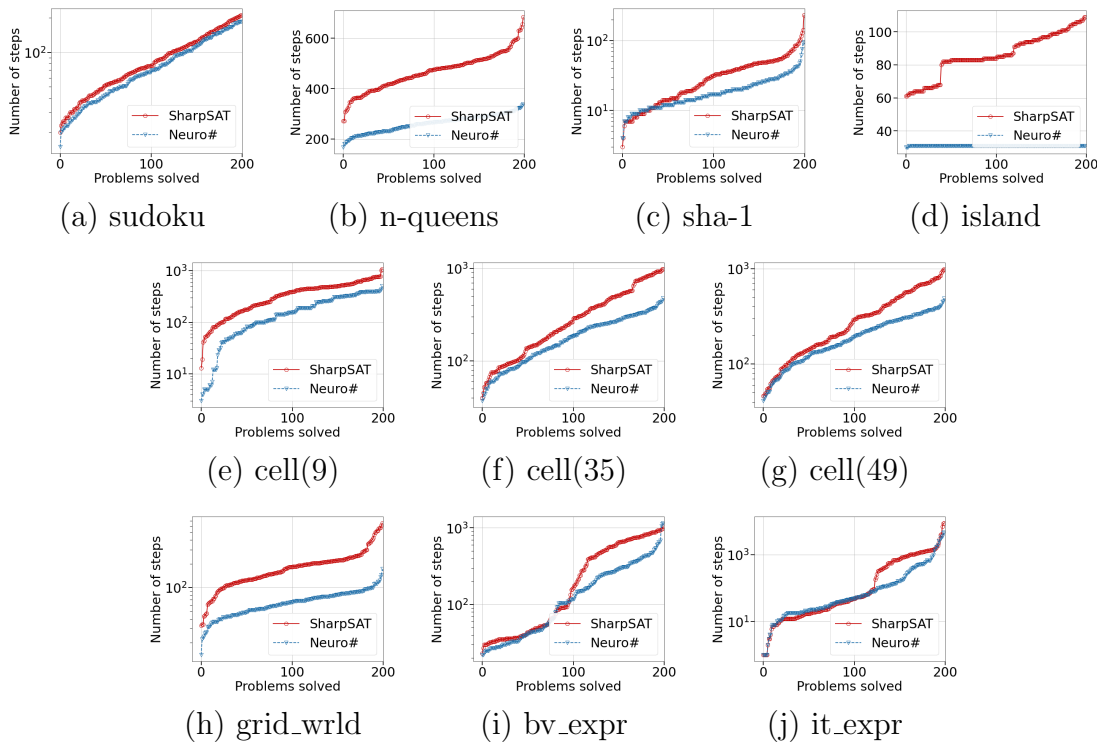 Number of steps
10²
SharpSAT
Neuro#
0 100 200
Problems solved
(a) sudoku
Number of steps
600
400
200
SharpSAT
Neuro#
0 100 200
Problems solved
(b) n-queens
Number of steps
10²
10¹
SharpSAT
Neuro#
0 100 200
Problems solved
(c) sha-1
Number of steps
100
80
60
40
SharpSAT
Neuro#
0 100 200
Problems solved
(d) island
Number of steps
10³
10²
10¹
SharpSAT
Neuro#
0 100 200
Problems solved
(e) cell(9)
Number of steps
10³
10²
SharpSAT
Neuro#
0 100 200
Problems solved
(f) cell(35)
Number of steps
10³
10²
SharpSAT
Neuro#
0 100 200
Problems solved
(g) cell(49)
Number of steps
10²
SharpSAT
Neuro#
0 100 200
Problems solved
(h) grid_wrld
Number of steps
10³
10²
SharpSAT
Neuro#
0 100 200
Problems solved
(i) bv_expr
Number of steps
10³
10¹
SharpSAT
Neuro#
0 100 200
Problems solved
(j) it_expr